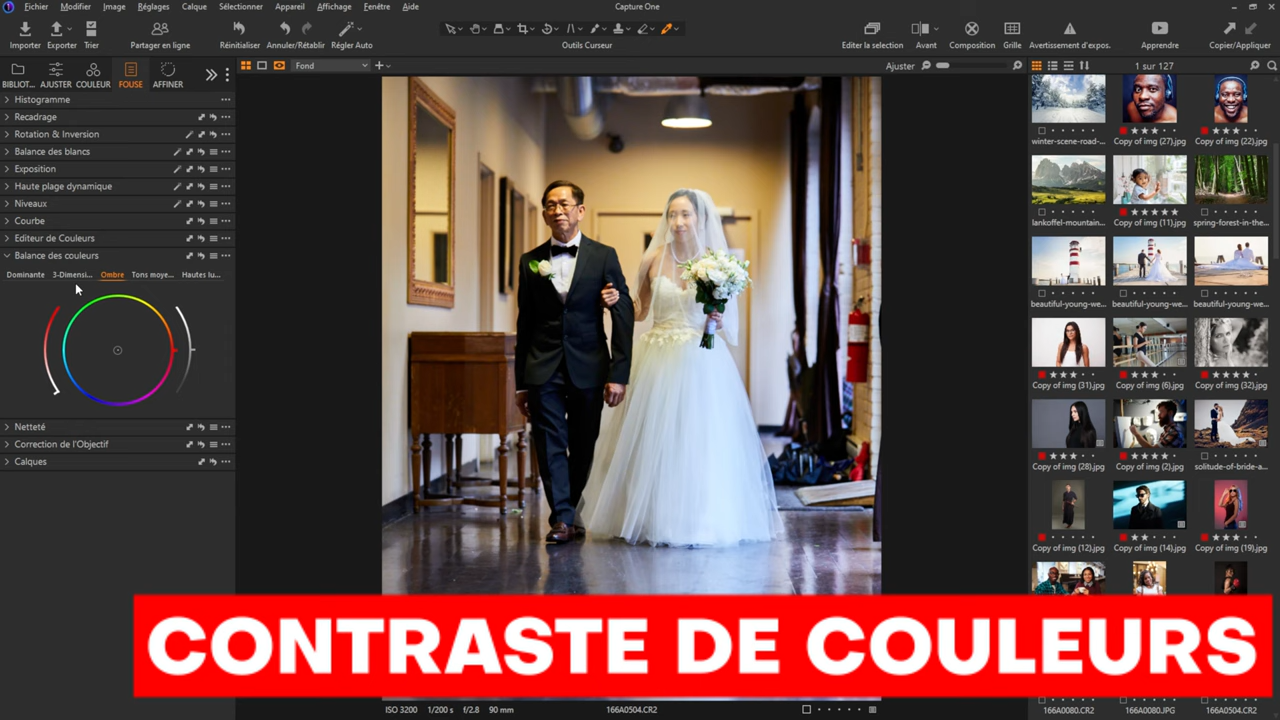 Fichier Modifier Image Réglages Calque Sélectionner Appareil Affichage Fenêtre Aide
Capture One
Importer Exporter Trier Partager en ligne Réinitialiser Annuler/Rétablir Régler Auto Outils Curseur Editer la selection Avant Composition Grille Avertissement d'expos. Apprendre Copier/Appliquer
BIBLIOT... AJUSTER COULEUR FOUSE AFFINER
Fond
Ajuster
1 sur 127
Histogramme
Recadrage
Rotation & Inversion
Balance des blancs
Exposition
Haute plage dynamique
Niveaux
Courbe
Editeur de Couleurs
Balance des couleurs
Dominante 3-Dimensi... Ombre Tons moye... Hautes lu...
Netteté
Correction de l'Objectif
Calques
winter-scene-road-... Copy of img (27).jpg Copy of img (22).jpg
lankoffel-mountain... Copy of img (11).jpg spring-forest-in-the...
beautiful-young-we... beautiful-young-we... beautiful-young-we...
Copy of img (31).jpg Copy of img (6).jpg Copy of img (32).jpg
Copy of img (28).jpg Copy of img (2).jpg solitude-of-bride-a...
Copy of img (12).jpg Copy of img (14).jpg Copy of img (19).jpg
CONTRASTE DE COULEURS
ISO 3200 1/200 s f/2.8 90 mm
166A0504.CR2
166A0080.CR2 166A0080.JPG 166A0504.CR2